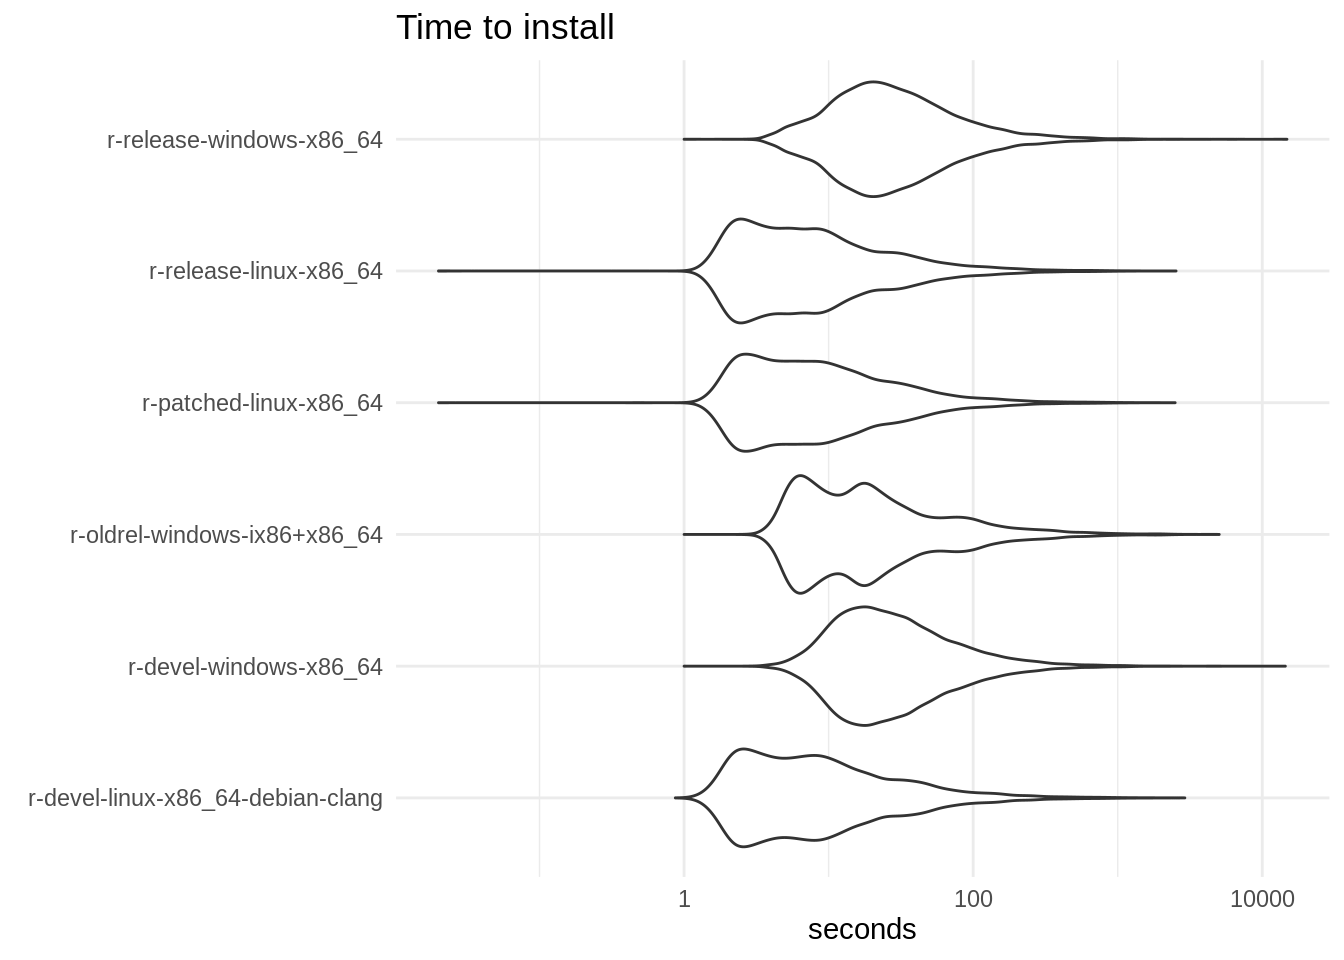 Time to install
r-release-windows-x86_64
r-release-linux-x86_64
r-patched-linux-x86_64
r-oldrel-windows-ix86+x86_64
r-devel-windows-x86_64
r-devel-linux-x86_64-debian-clang
1 100 10000
seconds